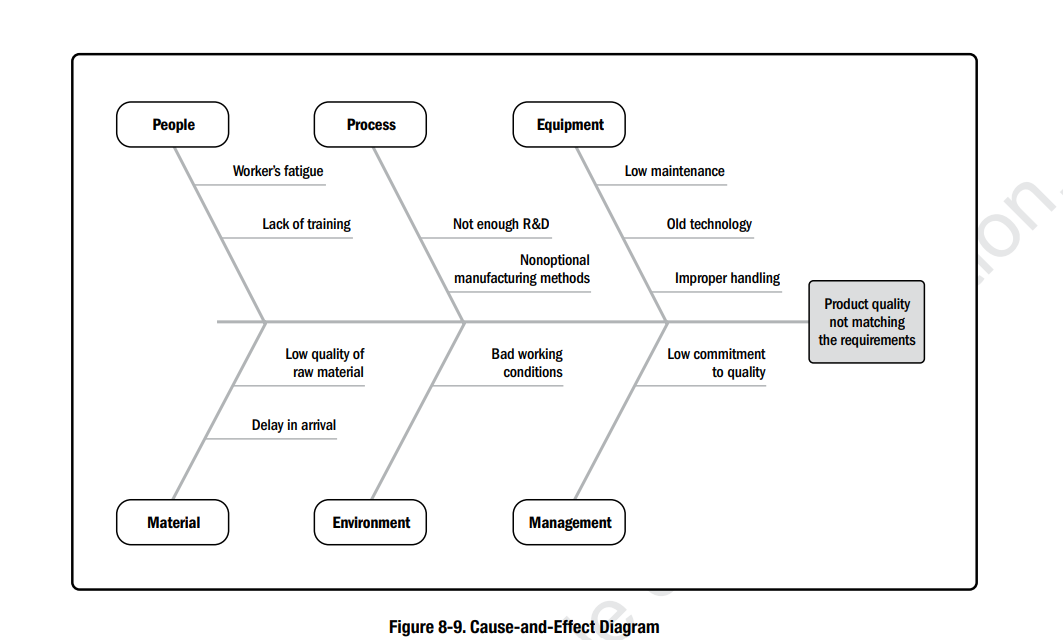 People
Process
Equipment
Worker's fatigue
Low maintenance
Lack of training
Not enough R&D
Old technology
Nonoptional
manufacturing methods
Improper handling
Product quality
not matching
the requirements
Low quality of
raw material
Bad working
conditions
Low commitment
to quality
Delay in arrival
Material
Environment
Management
Figure 8-9. Cause-and-Effect Diagram